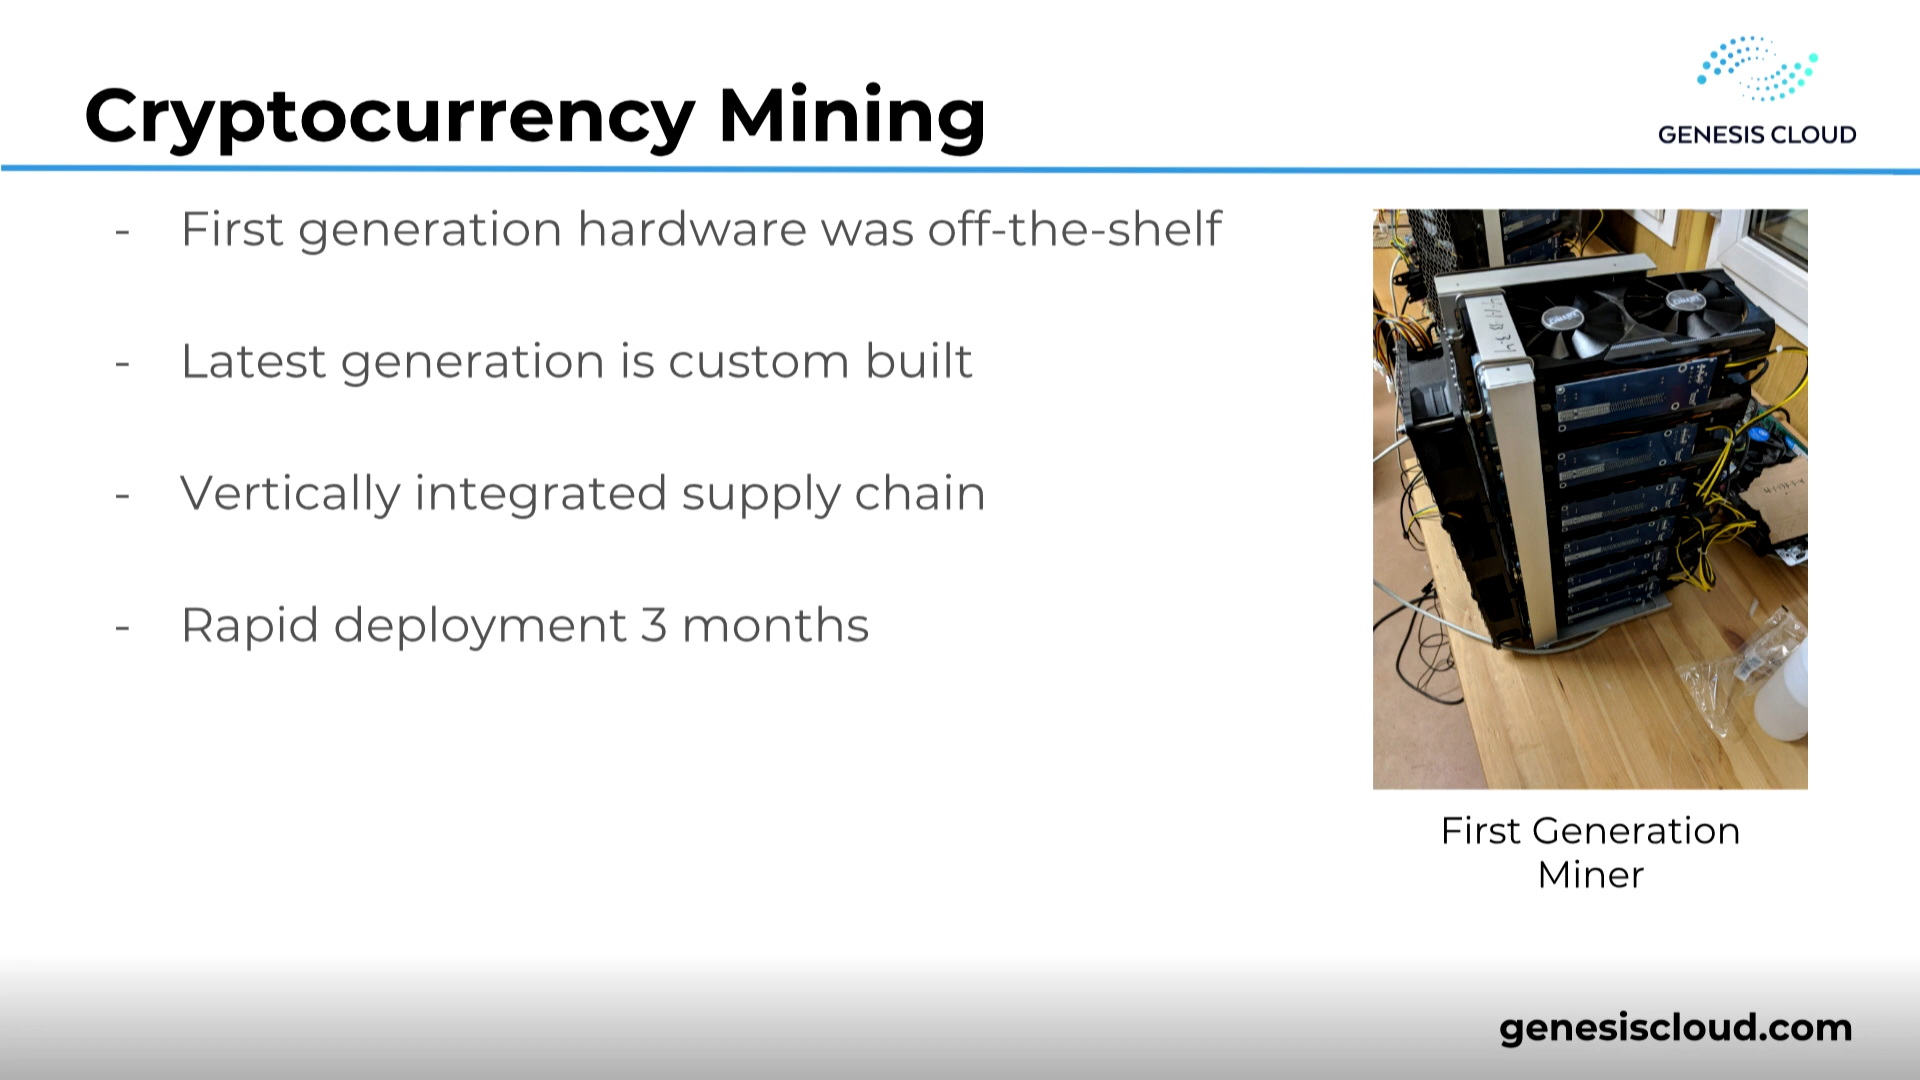 Cryptocurrency Mining
GENESIS CLOUD
- First generation hardware was off-the-shelf
- Latest generation is custom built
- Vertically integrated supply chain
- Rapid deployment 3 months
First Generation
Miner
genesiscloud.com